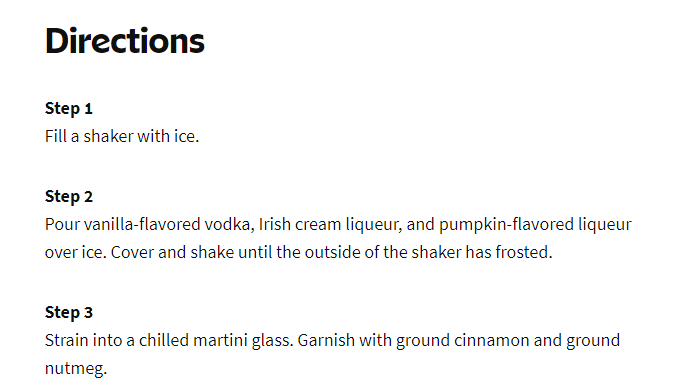 Directions
Step 1
Fill a shaker with ice.
Step 2
Pour vanilla-flavored vodka, Irish cream liqueur, and pumpkin-flavored liqueur
over ice. Cover and shake until the outside of the shaker has frosted.
Step 3
Strain into a chilled martini glass. Garnish with ground cinnamon and ground
nutmeg.